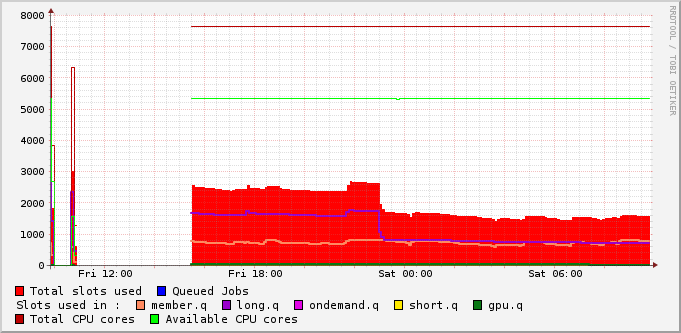 8000
7000
6000
5000
4000
3000
2000
1000
0
Fri 12:00 Fri 18:00 Sat 00:00 Sat 06:00
Total slots used Queued Jobs
Slots used in : member.q long.q ondemand.q short.q gpu.q
Total CPU cores Available CPU cores
RRDTOOL / TOBI OETIKER